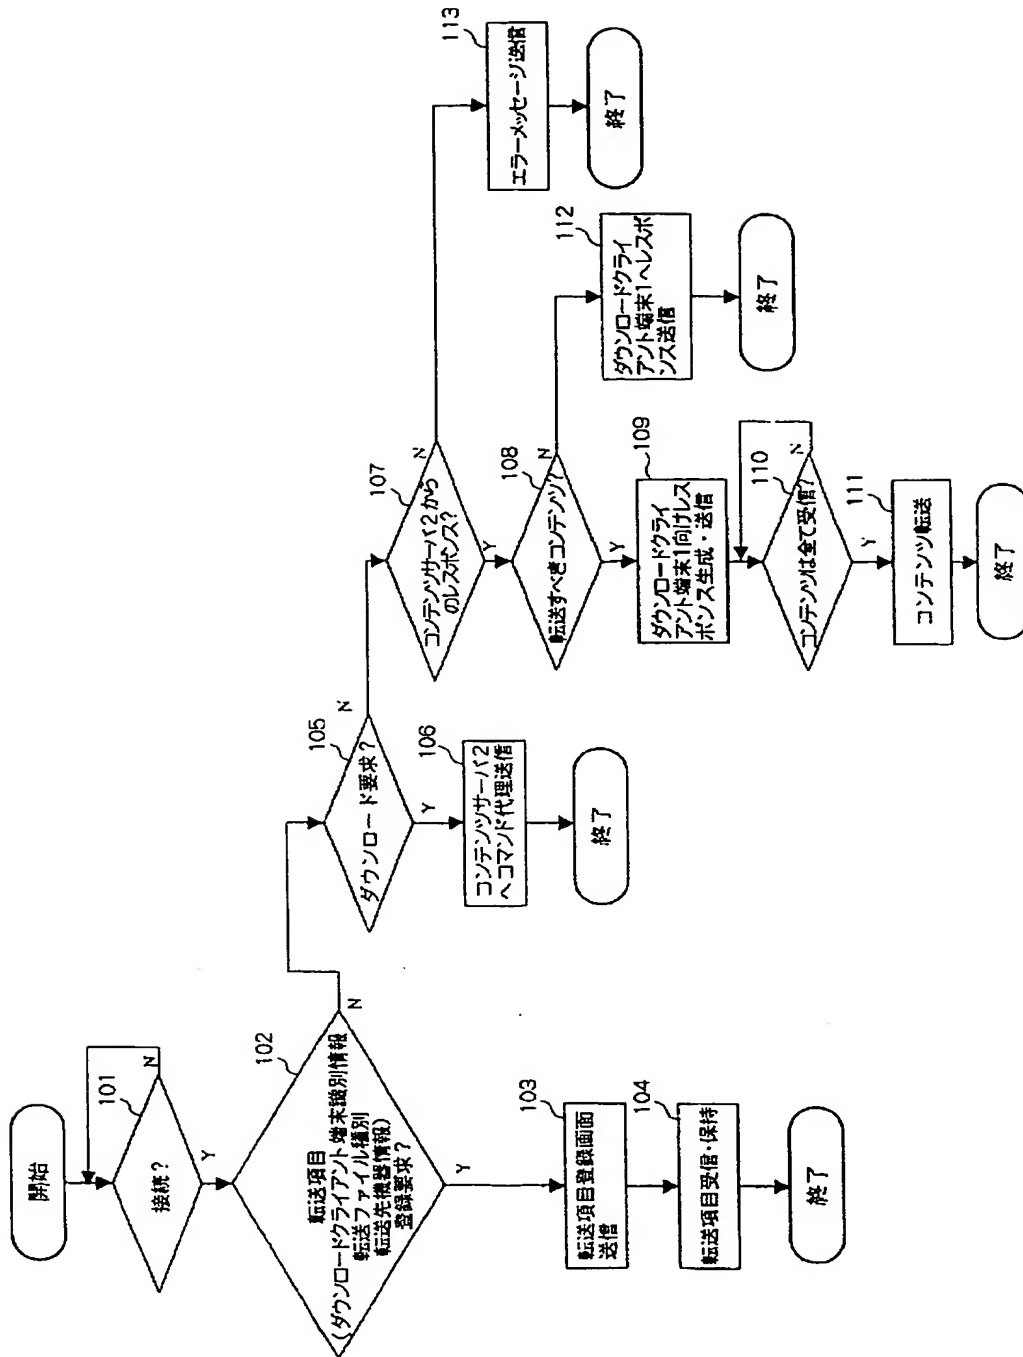 開始
101
接続?
N
Y
102
転送項目
(ダウンロードクライアント端末識別情報
転送ファイル種別
転送先機器情報)
登録要求?
N
Y
103
転送項目登録画面
送信
104
転送項目受信・保持
終了
105
ダウンロード要求?
N
Y
106
コンテンツサーバ2
へコマンド代理送信
終了
107
コンテンツサーバ2から
のレスポンス?
N
Y
108
転送すべきコンテンツ?
N
Y
109
ダウンロードクライ
アント端末1向けレス
ポンス生成・送信
110
コンテンツは全て受信?
N
Y
111
コンテンツ転送
終了
112
ダウンロードクライ
アント端末1へレスポ
ンス送信
終了
113
エラーメッセージ送信
終了